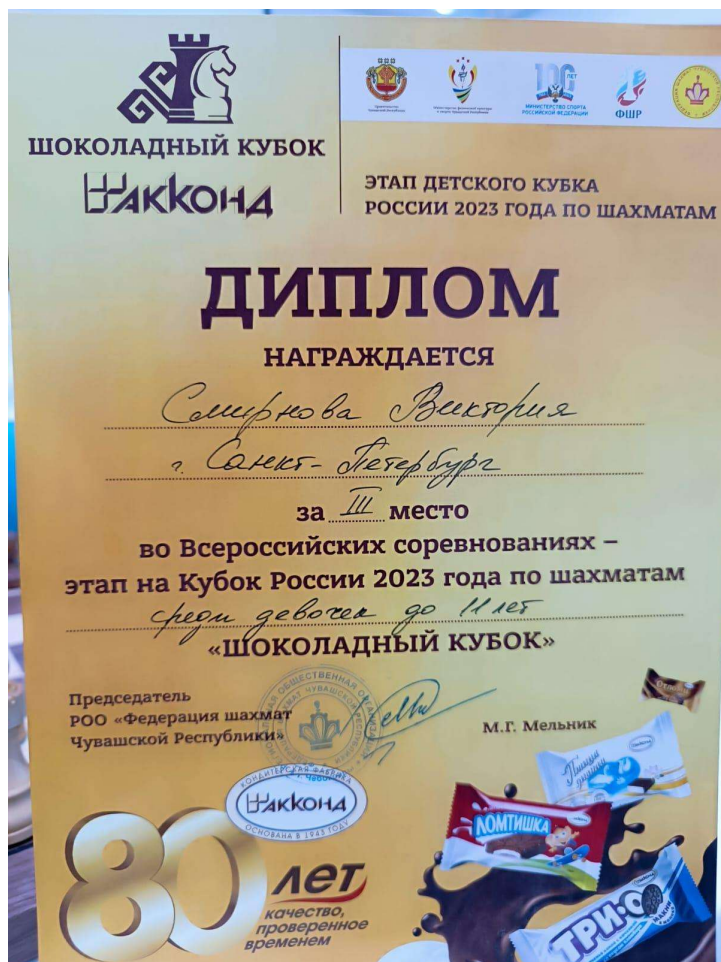 ШОКОЛАДНЫЙ КУБОК
АККОНД
МИНИСТЕРСТВО СПОРТА
РОССИЙСКОЙ ФЕДЕРАЦИИ
ФШР
ЭТАП ДЕТСКОГО КУБКА
РОССИИ 2023 ГОДА ПО ШАХМАТАМ
ДИПЛОМ
НАГРАЖДАЕТСЯ
Смирнова Виктория
г. Санкт-Петербург
за III место
во Всероссийских соревнованиях –
этап на Кубок России 2023 года по шахматам
среди девочек до 11 лет
«ШОКОЛАДНЫЙ КУБОК»
Председатель
РОО «Федерация шахмат
Чувашской Республики»
М.Г. Мельник
КОНДИТЕРСКАЯ ФАБРИКА
АККОНД
ОСНОВАНА В 1943 ГОДУ
80 лет
качество,
проверенное
временем
Птица дивная
ЛОМТИШКА
ТРИ-О